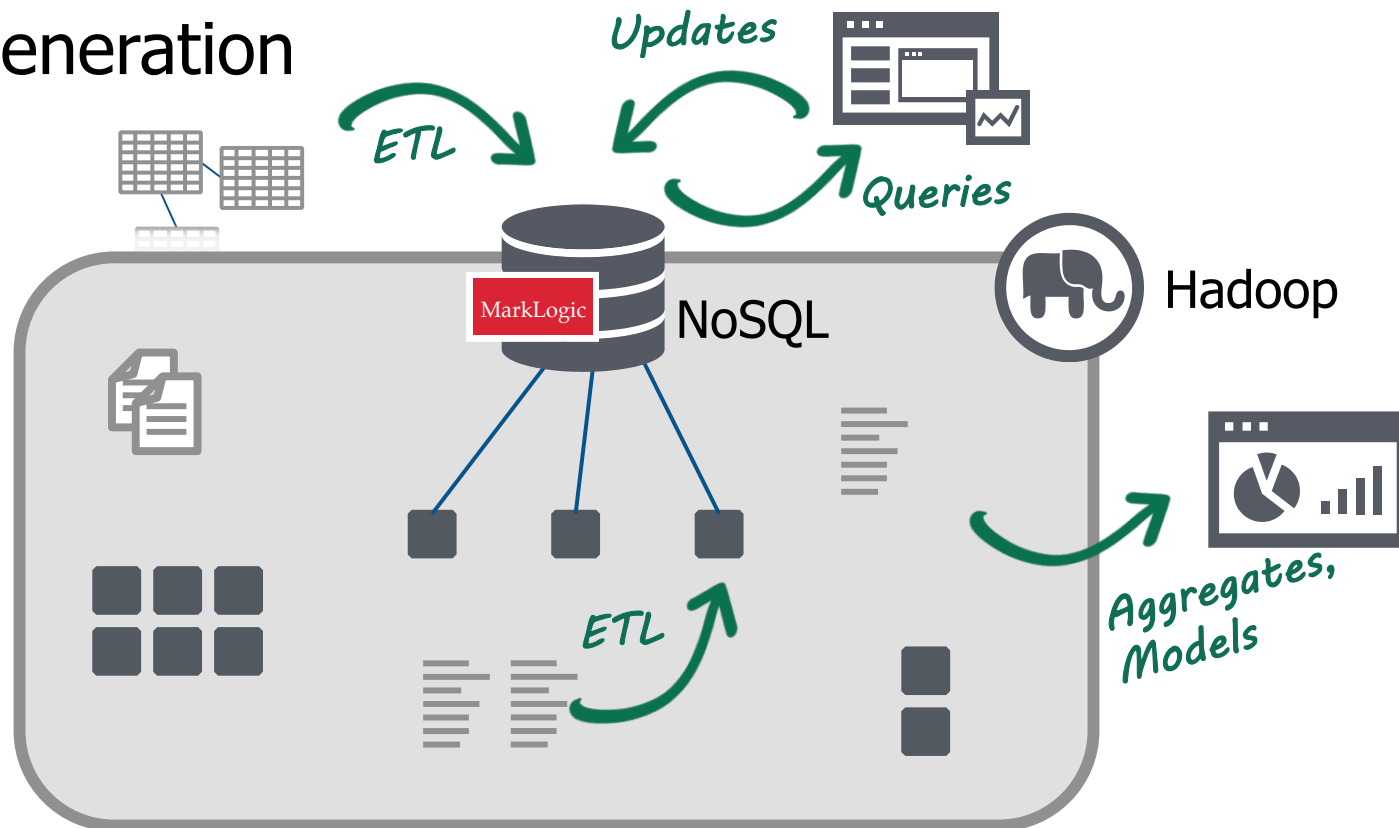 eneration
Updates
ETL
Queries
MarkLogic
NoSQL
Hadoop
ETL
Aggregates,
Models